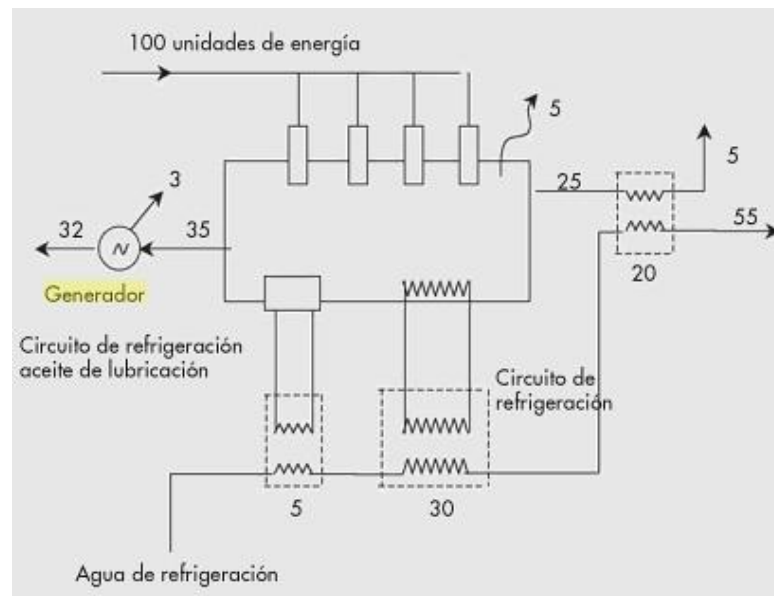 100 unidades de energía
5
5
3
25
32
35
55
20
Generador
Circuito de refrigeración
aceite de lubricación
Circuito de
refrigeración
5
30
Agua de refrigeración